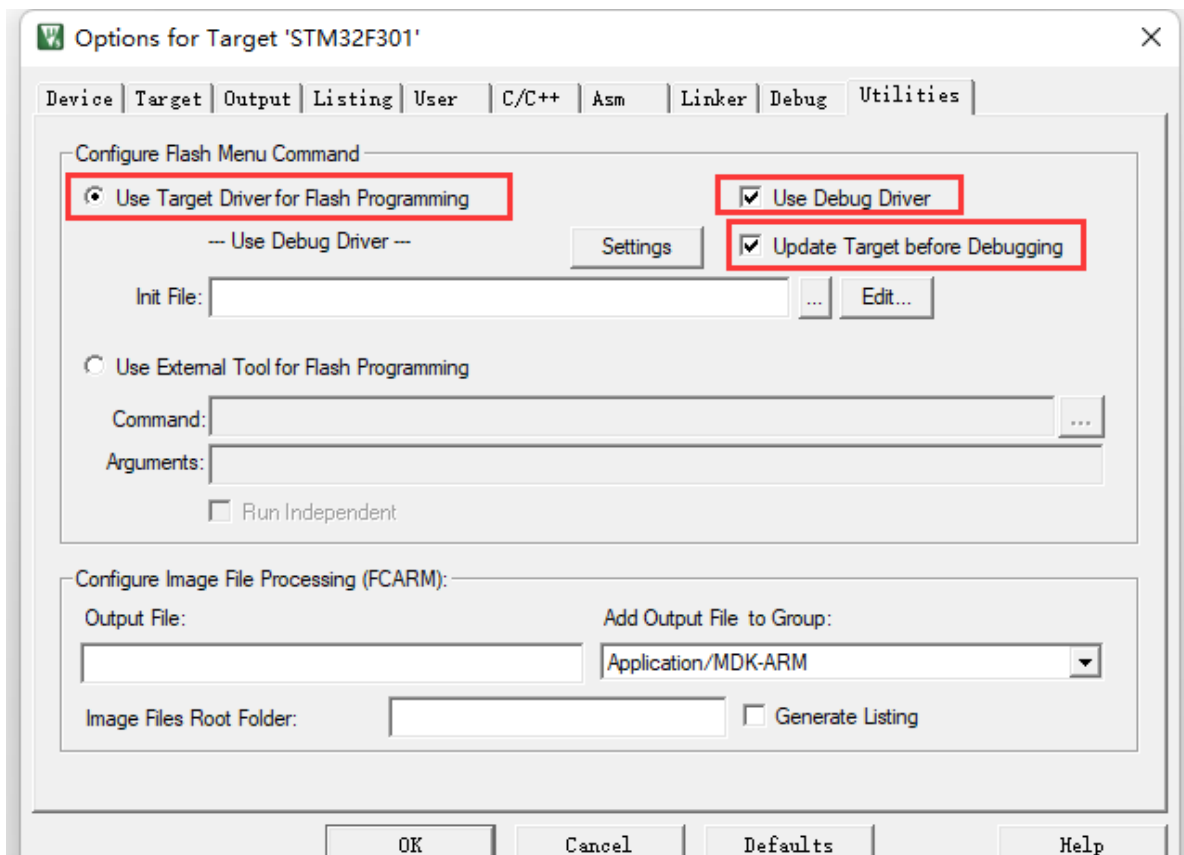 Options for Target 'STM32F301'
Device Target Output Listing User C/C++ Asm Linker Debug Utilities
Configure Flash Menu Command
Use Target Driver for Flash Programming Use Debug Driver
--- Use Debug Driver --- Settings Update Target before Debugging
Init File: ... Edit...
Use External Tool for Flash Programming
Command: ...
Arguments:
Run Independent
Configure Image File Processing (FCARM):
Output File: Add Output File to Group:
Application/MDK-ARM
Image Files Root Folder: Generate Listing
OK Cancel Defaults Help